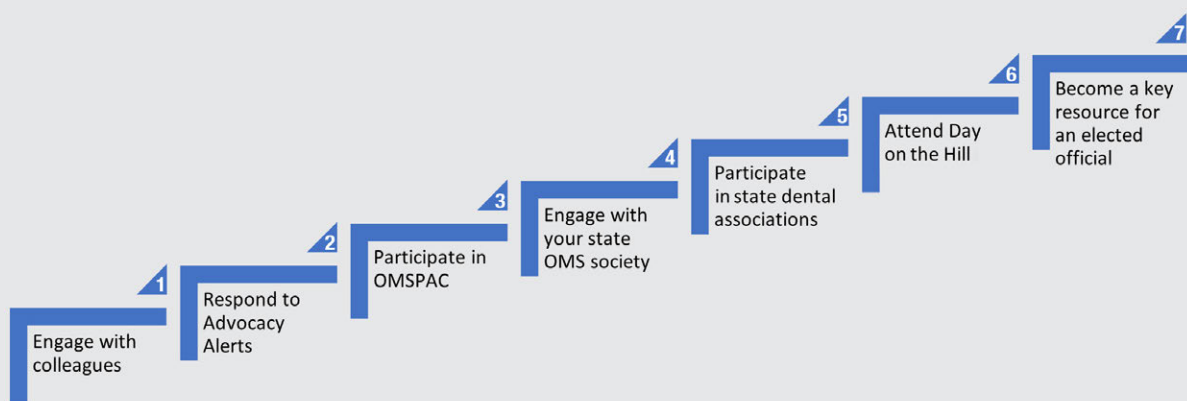 1
Engage with
colleagues
2
Respond to
Advocacy
Alerts
3
Participate in
OMSPAC
4
Engage with
your state
OMS society
5
Participate
in state dental
associations
6
Attend Day
on the Hill
7
Become a key
resource for
an elected
official